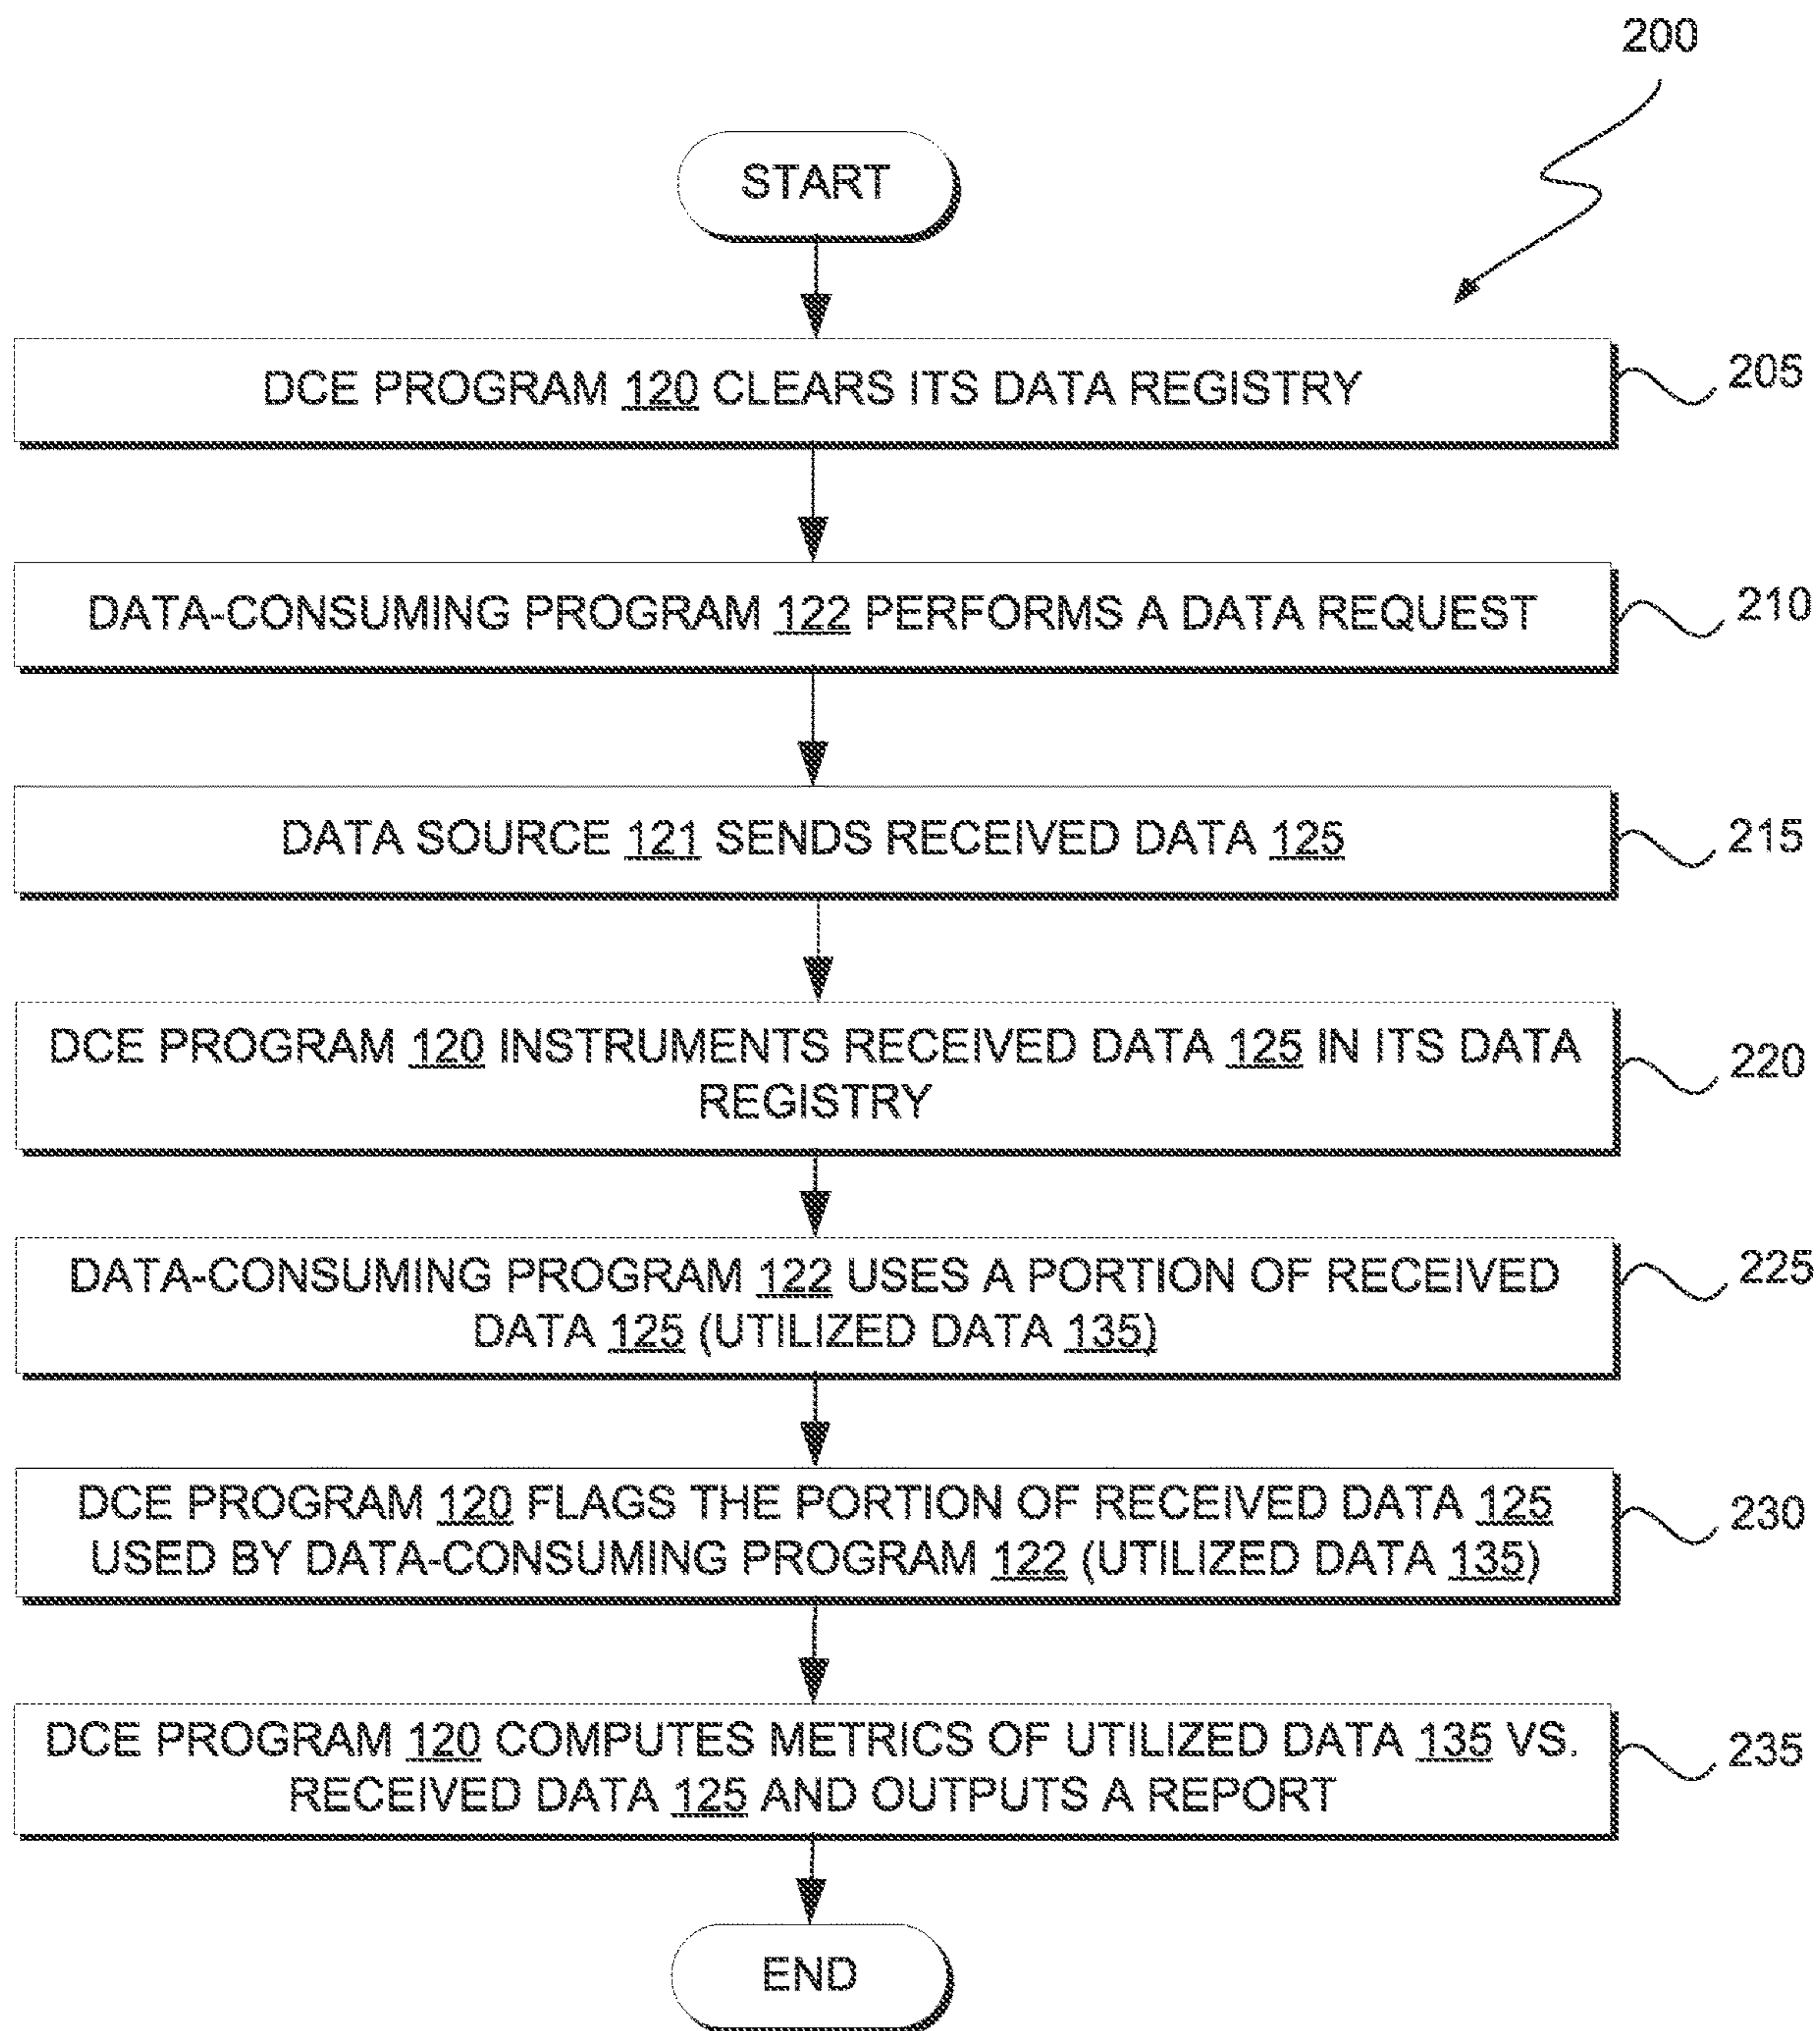 200
START
DCE PROGRAM 120 CLEARS ITS DATA REGISTRY
205
DATA-CONSUMING PROGRAM 122 PERFORMS A DATA REQUEST
210
DATA SOURCE 121 SENDS RECEIVED DATA 125
215
DCE PROGRAM 120 INSTRUMENTS RECEIVED DATA 125 IN ITS DATA
REGISTRY
220
DATA-CONSUMING PROGRAM 122 USES A PORTION OF RECEIVED
DATA 125 (UTILIZED DATA 135)
225
DCE PROGRAM 120 FLAGS THE PORTION OF RECEIVED DATA 125
USED BY DATA-CONSUMING PROGRAM 122 (UTILIZED DATA 135)
230
DCE PROGRAM 120 COMPUTES METRICS OF UTILIZED DATA 135 VS.
RECEIVED DATA 125 AND OUTPUTS A REPORT
235
END